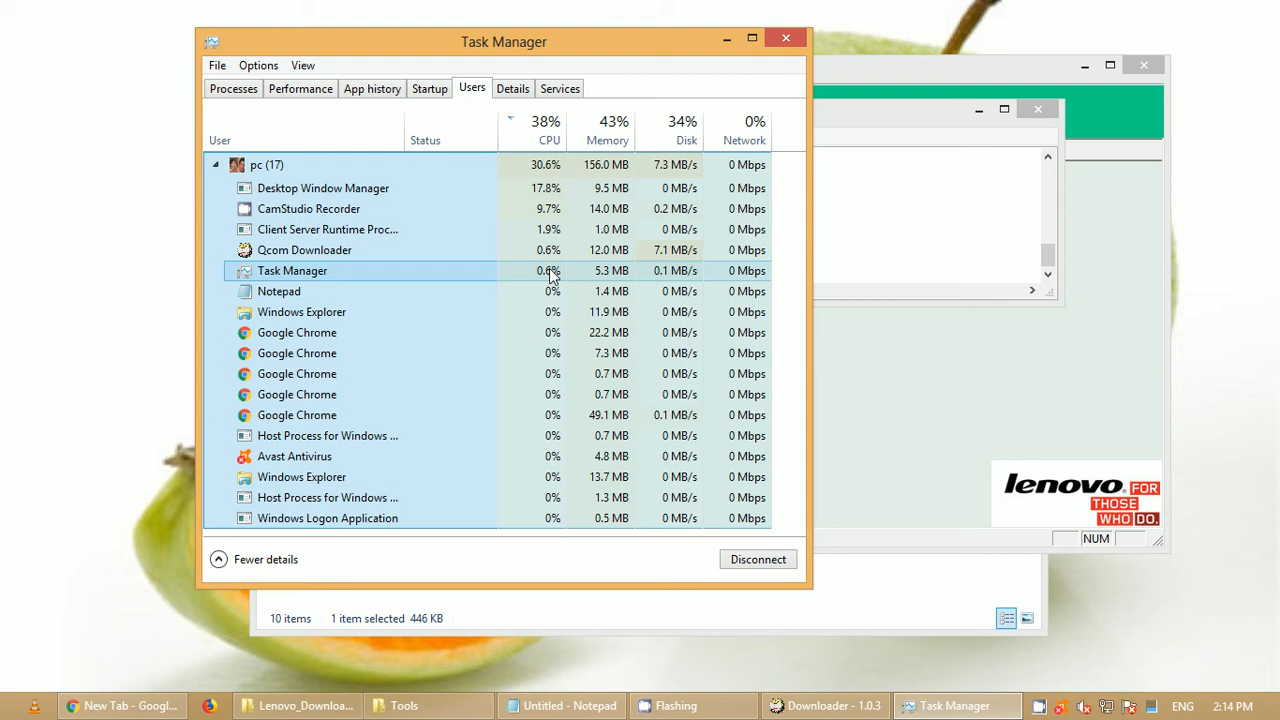 Task Manager
File Options View
Processes Performance App history Startup Users Details Services
38% 43% 34% 0%
User Status CPU Memory Disk Network
pc (17) 30.6% 156.0 MB 7.3 MB/s 0 Mbps
Desktop Window Manager 17.8% 9.5 MB 0 MB/s 0 Mbps
CamStudio Recorder 9.7% 14.0 MB 0.2 MB/s 0 Mbps
Client Server Runtime Proc... 1.9% 1.0 MB 0 MB/s 0 Mbps
Qcom Downloader 0.6% 12.0 MB 7.1 MB/s 0 Mbps
Task Manager 0.6% 5.3 MB 0.1 MB/s 0 Mbps
Notepad 0% 1.4 MB 0 MB/s 0 Mbps
Windows Explorer 0% 11.9 MB 0 MB/s 0 Mbps
Google Chrome 0% 22.2 MB 0 MB/s 0 Mbps
Google Chrome 0% 7.3 MB 0 MB/s 0 Mbps
Google Chrome 0% 0.7 MB 0 MB/s 0 Mbps
Google Chrome 0% 0.7 MB 0 MB/s 0 Mbps
Google Chrome 0% 49.1 MB 0.1 MB/s 0 Mbps
Host Process for Windows ... 0% 0.7 MB 0 MB/s 0 Mbps
Avast Antivirus 0% 4.8 MB 0 MB/s 0 Mbps
Windows Explorer 0% 13.7 MB 0 MB/s 0 Mbps
Host Process for Windows ... 0% 1.3 MB 0 MB/s 0 Mbps
Windows Logon Application 0% 0.5 MB 0 MB/s 0 Mbps
Fewer details Disconnect
lenovo FOR
THOSE
WHO DO.
NUM
10 items 1 item selected 446 KB
New Tab - Googl... Lenovo_Downloa... Tools Untitled - Notepad Flashing Downloader - 1.0.3 Task Manager ENG 2:14 PM